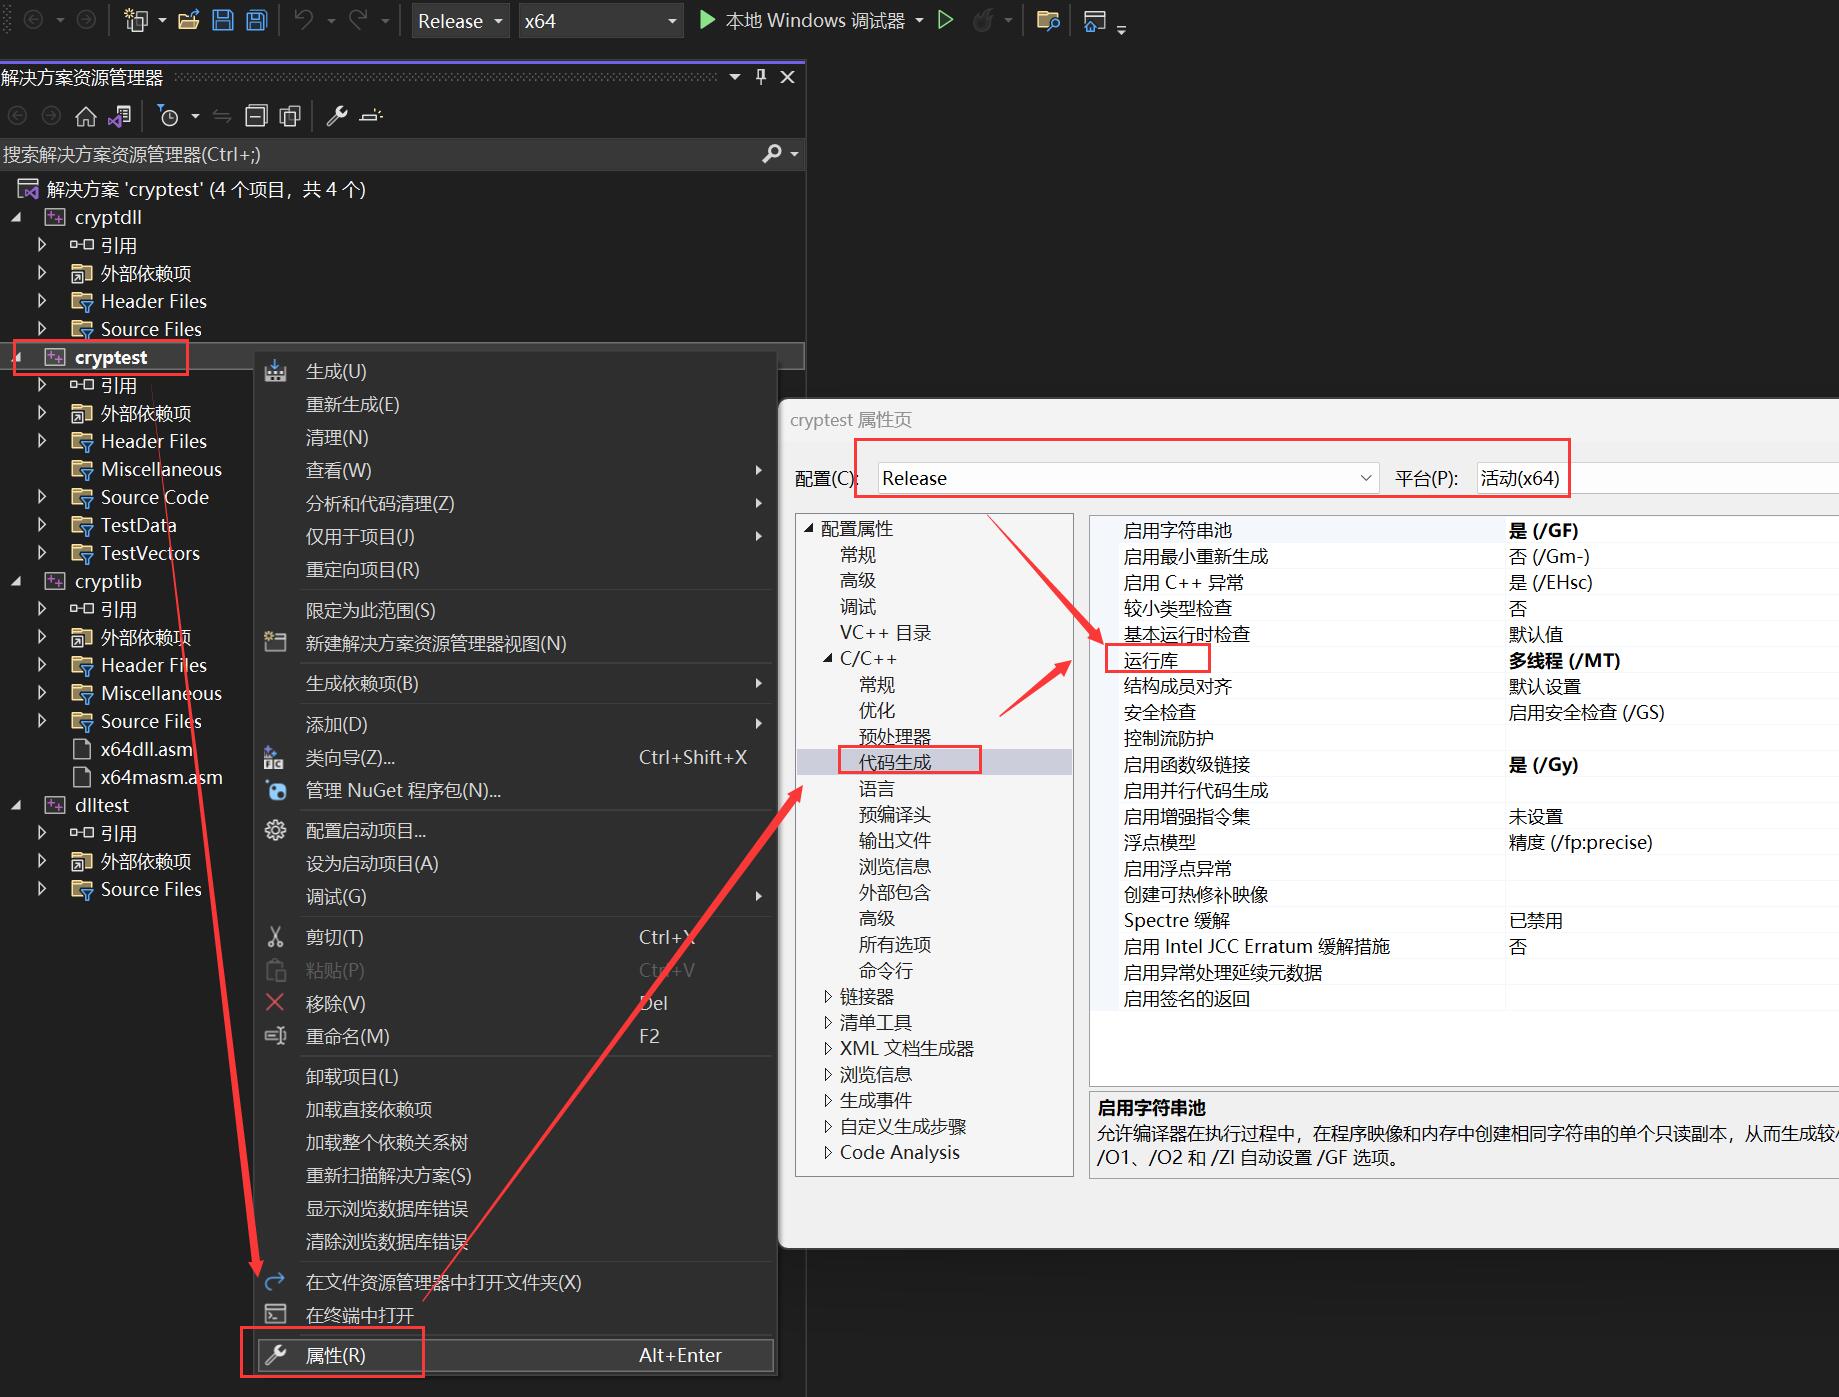 Release
x64
本地 Windows 调试器
解决方案资源管理器
搜索解决方案资源管理器(Ctrl+;)
解决方案 'cryptest' (4 个项目，共 4 个)
cryptdll
引用
外部依赖项
Header Files
Source Files
cryptest
引用
外部依赖项
Header Files
Miscellaneous
Source Code
TestData
TestVectors
cryptlib
引用
外部依赖项
Header Files
Miscellaneous
Source Files
x64dll.asm
x64masm.asm
dlltest
引用
外部依赖项
Source Files
生成(U)
重新生成(E)
清理(N)
查看(W)
分析和代码清理(Z)
仅用于项目(J)
重定向项目(R)
限定为此范围(S)
新建解决方案资源管理器视图(N)
生成依赖项(B)
添加(D)
类向导(Z)... Ctrl+Shift+X
管理 NuGet 程序包(N)...
配置启动项目...
设为启动项目(A)
调试(G)
剪切(T) Ctrl+X
粘贴(P) Ctrl+V
移除(V) Del
重命名(M) F2
卸载项目(L)
加载直接依赖项
加载整个依赖关系树
重新扫描解决方案(S)
显示浏览数据库错误
清除浏览数据库错误
在文件资源管理器中打开文件夹(X)
在终端中打开
属性(R) Alt+Enter
cryptest 属性页
配置(C): Release 平台(P): 活动(x64)
配置属性
常规
高级
调试
VC++ 目录
C/C++
常规
优化
预处理器
代码生成
语言
预编译头
输出文件
浏览信息
外部包含
高级
所有选项
命令行
链接器
清单工具
XML 文档生成器
浏览信息
生成事件
自定义生成步骤
Code Analysis
启用字符串池 是 (/GF)
启用最小重新生成 否 (/Gm-)
启用 C++ 异常 是 (/EHsc)
较小类型检查 否
基本运行时检查 默认值
运行库 多线程 (/MT)
结构成员对齐 默认设置
安全检查 启用安全检查 (/GS)
控制流防护
启用函数级链接 是 (/Gy)
启用并行代码生成
启用增强指令集 未设置
浮点模型 精度 (/fp:precise)
启用浮点异常
创建可热修补映像
Spectre 缓解 已禁用
启用 Intel JCC Erratum 缓解措施 否
启用异常处理延续元数据
启用签名的返回
启用字符串池
允许编译器在执行过程中，在程序映像和内存中创建相同字符串的单个只读副本，从而生成较
/O1、/O2 和 /ZI 自动设置 /GF 选项。